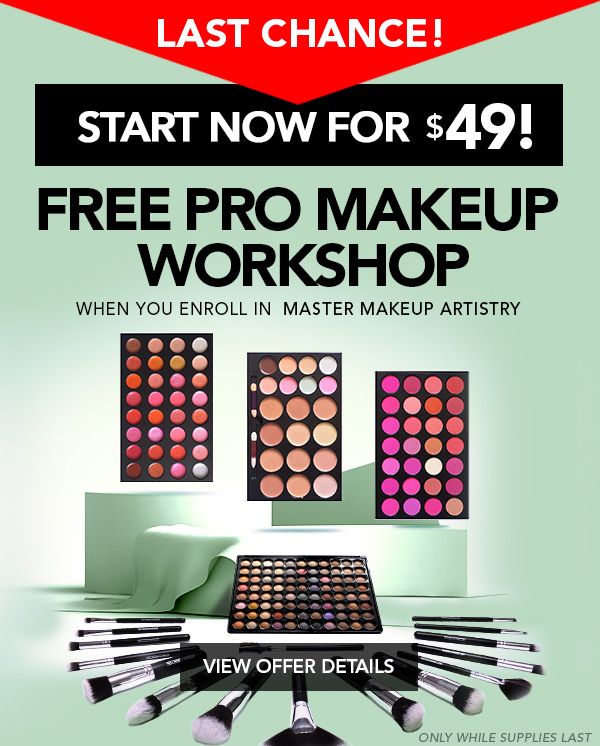 LAST CHANCE!
START NOW FOR $49!
FREE PRO MAKEUP
WORKSHOP
WHEN YOU ENROLL IN MASTER MAKEUP ARTISTRY
VIEW OFFER DETAILS
ONLY WHILE SUPPLIES LAST